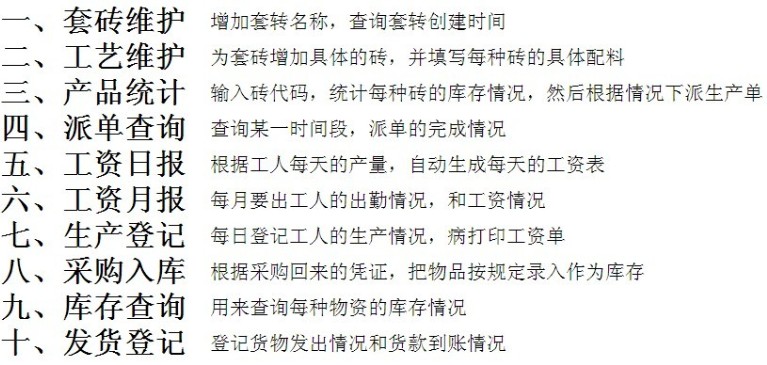 一、套砖维护 增加套转名称，查询套转创建时间
二、工艺维护 为套砖增加具体的砖，并填写每种砖的具体配料
三、产品统计 输入砖代码，统计每种砖的库存情况，然后根据情况下派生产单
四、派单查询 查询某一时间段，派单的完成情况
五、工资日报 根据工人每天的产量，自动生成每天的工资表
六、工资月报 每月要出工人的出勤情况，和工资情况
七、生产登记 每日登记工人的生产情况，病打印工资单
八、采购入库 根据采购回来的凭证，把物品按规定录入作为库存
九、库存查询 用来查询每种物资的库存情况
十、发货登记 登记货物发出情况和货款到账情况